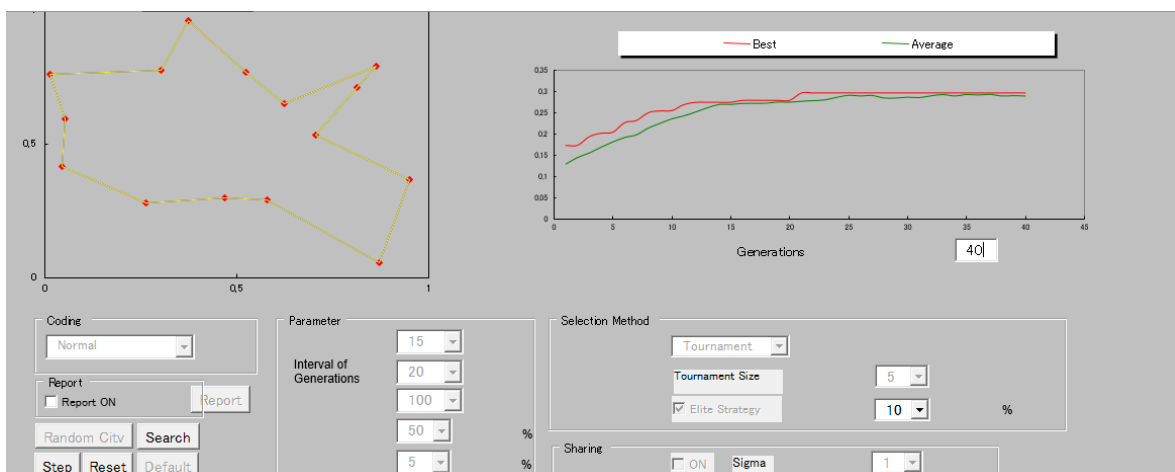 Best
Average
0,35
0,3
0,25
0,2
0,15
0,1
0,05
0
0 5 10 15 20 25 30 35 40 45
Generations
40
0,5
0
0 0,5 1
Coding
Normal
Report
Report ON
Report
Random City Search
Step Reset Default
Parameter
15
Interval of
Generations
20
100
50 %
5 %
Selection Method
Tournament
Tournament Size
5
Elite Strategy
10 %
Sharing
ON Sigma 1